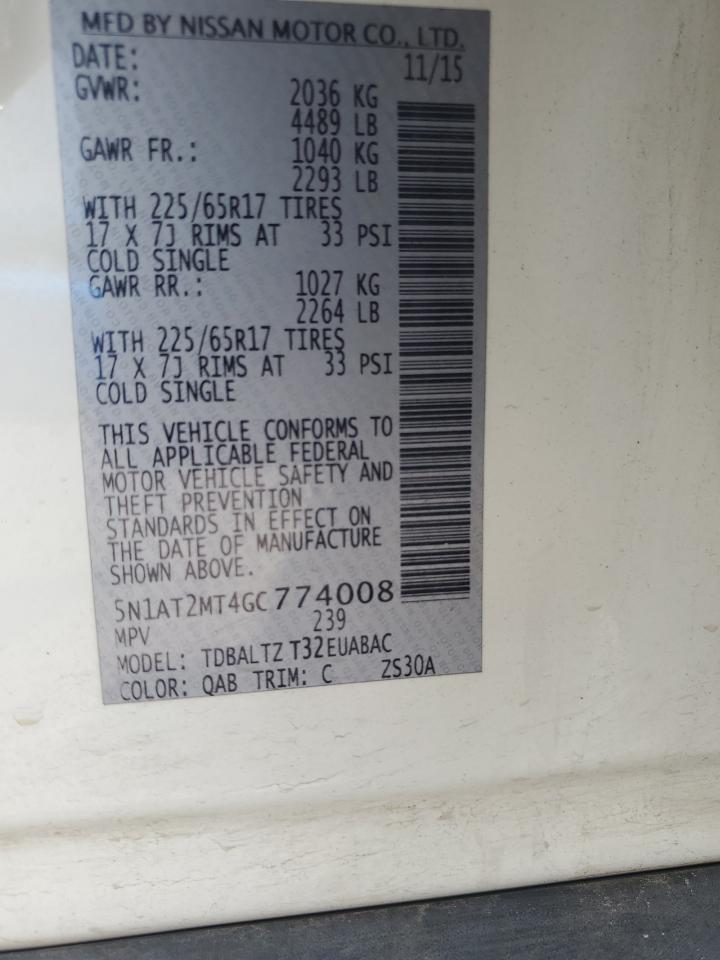 MFD BY NISSAN MOTOR CO., LTD.
DATE: 11/15
GVWR: 2036 KG
4489 LB
GAWR FR.: 1040 KG
2293 LB
WITH 225/65R17 TIRES
17 X 7J RIMS AT 33 PSI
COLD SINGLE
GAWR RR.: 1027 KG
2264 LB
WITH 225/65R17 TIRES
17 X 7J RIMS AT 33 PSI
COLD SINGLE
THIS VEHICLE CONFORMS TO
ALL APPLICABLE FEDERAL
MOTOR VEHICLE SAFETY AND
THEFT PREVENTION
STANDARDS IN EFFECT ON
THE DATE OF MANUFACTURE
SHOWN ABOVE.
5N1AT2MT4GC774008
MPV 239
MODEL: TDBALTZ T32EUABAC
COLOR: QAB TRIM: C ZS30A